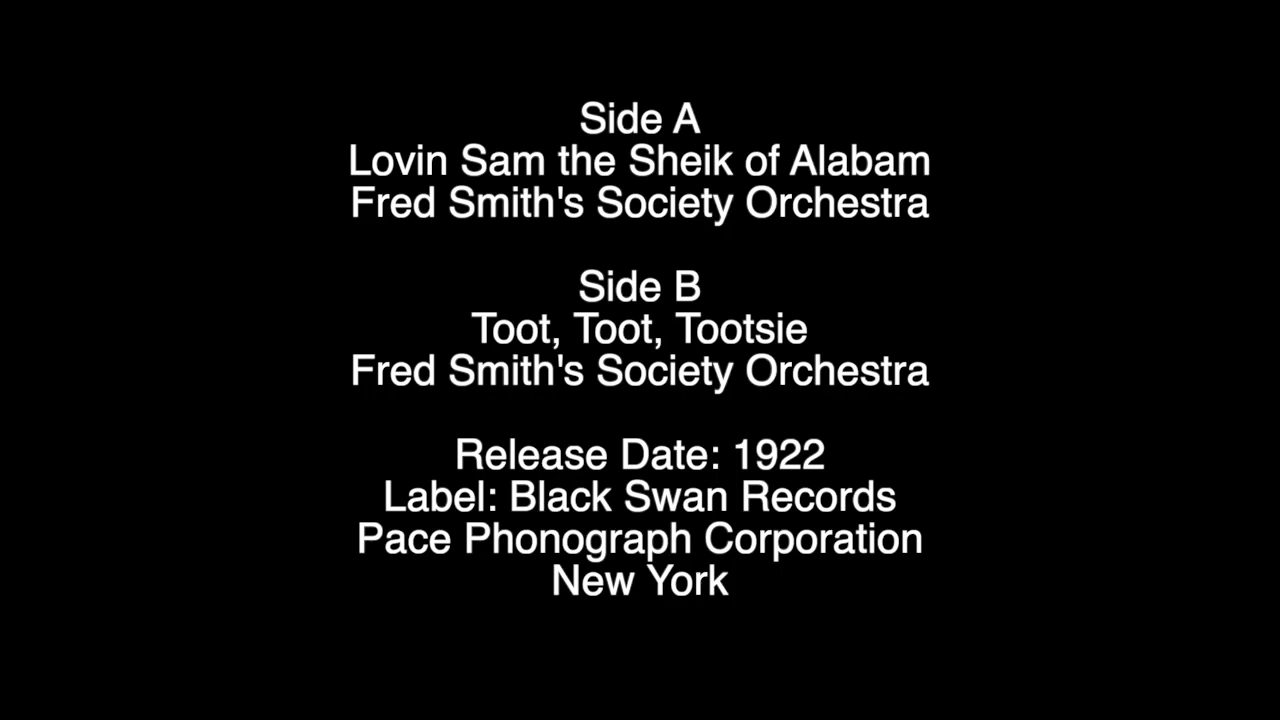 Side A
Lovin Sam the Sheik of Alabam
Fred Smith's Society Orchestra
Side B
Toot, Toot, Tootsie
Fred Smith's Society Orchestra
Release Date: 1922
Label: Black Swan Records
Pace Phonograph Corporation
New York